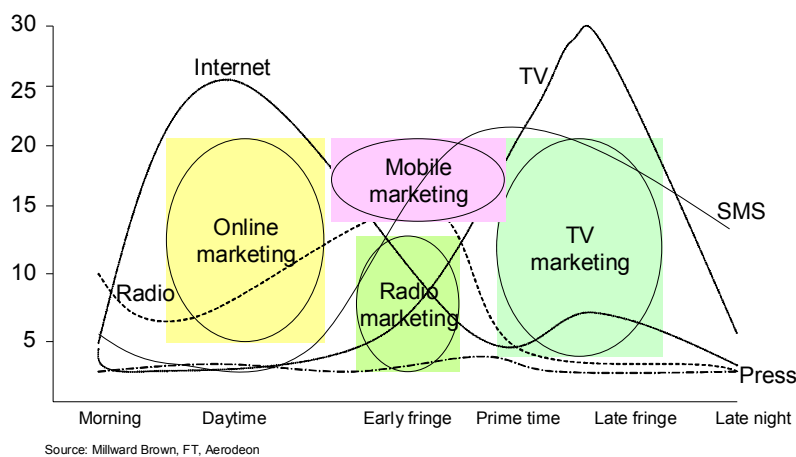 30
Internet
TV
25
20
Mobile
marketing
15
SMS
Online
marketing
TV
marketing
10
Radio
Radio
marketing
5
Press
Morning
Daytime
Early fringe
Prime time
Late fringe
Late night
Source: Millward Brown, FT, Aerodeon